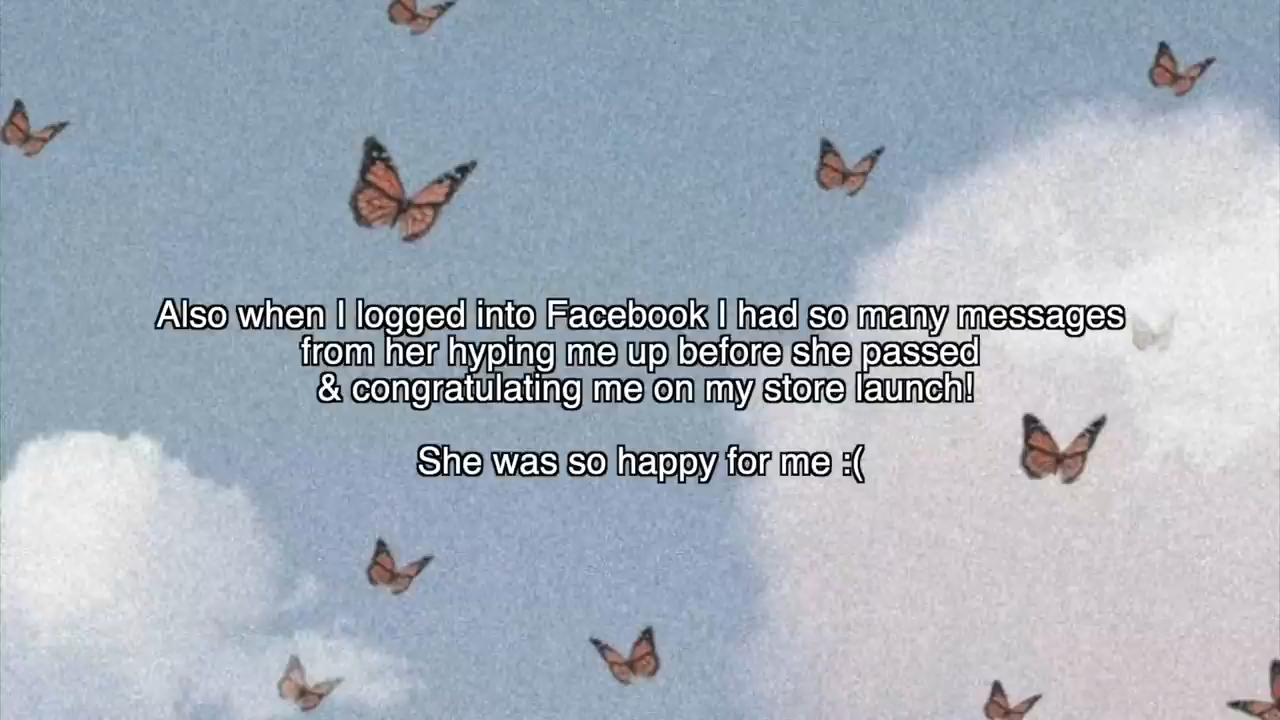 Also when I logged into Facebook I had so many messages
from her hyping me up before she passed
& congratulating me on my store launch!
She was so happy for me :(